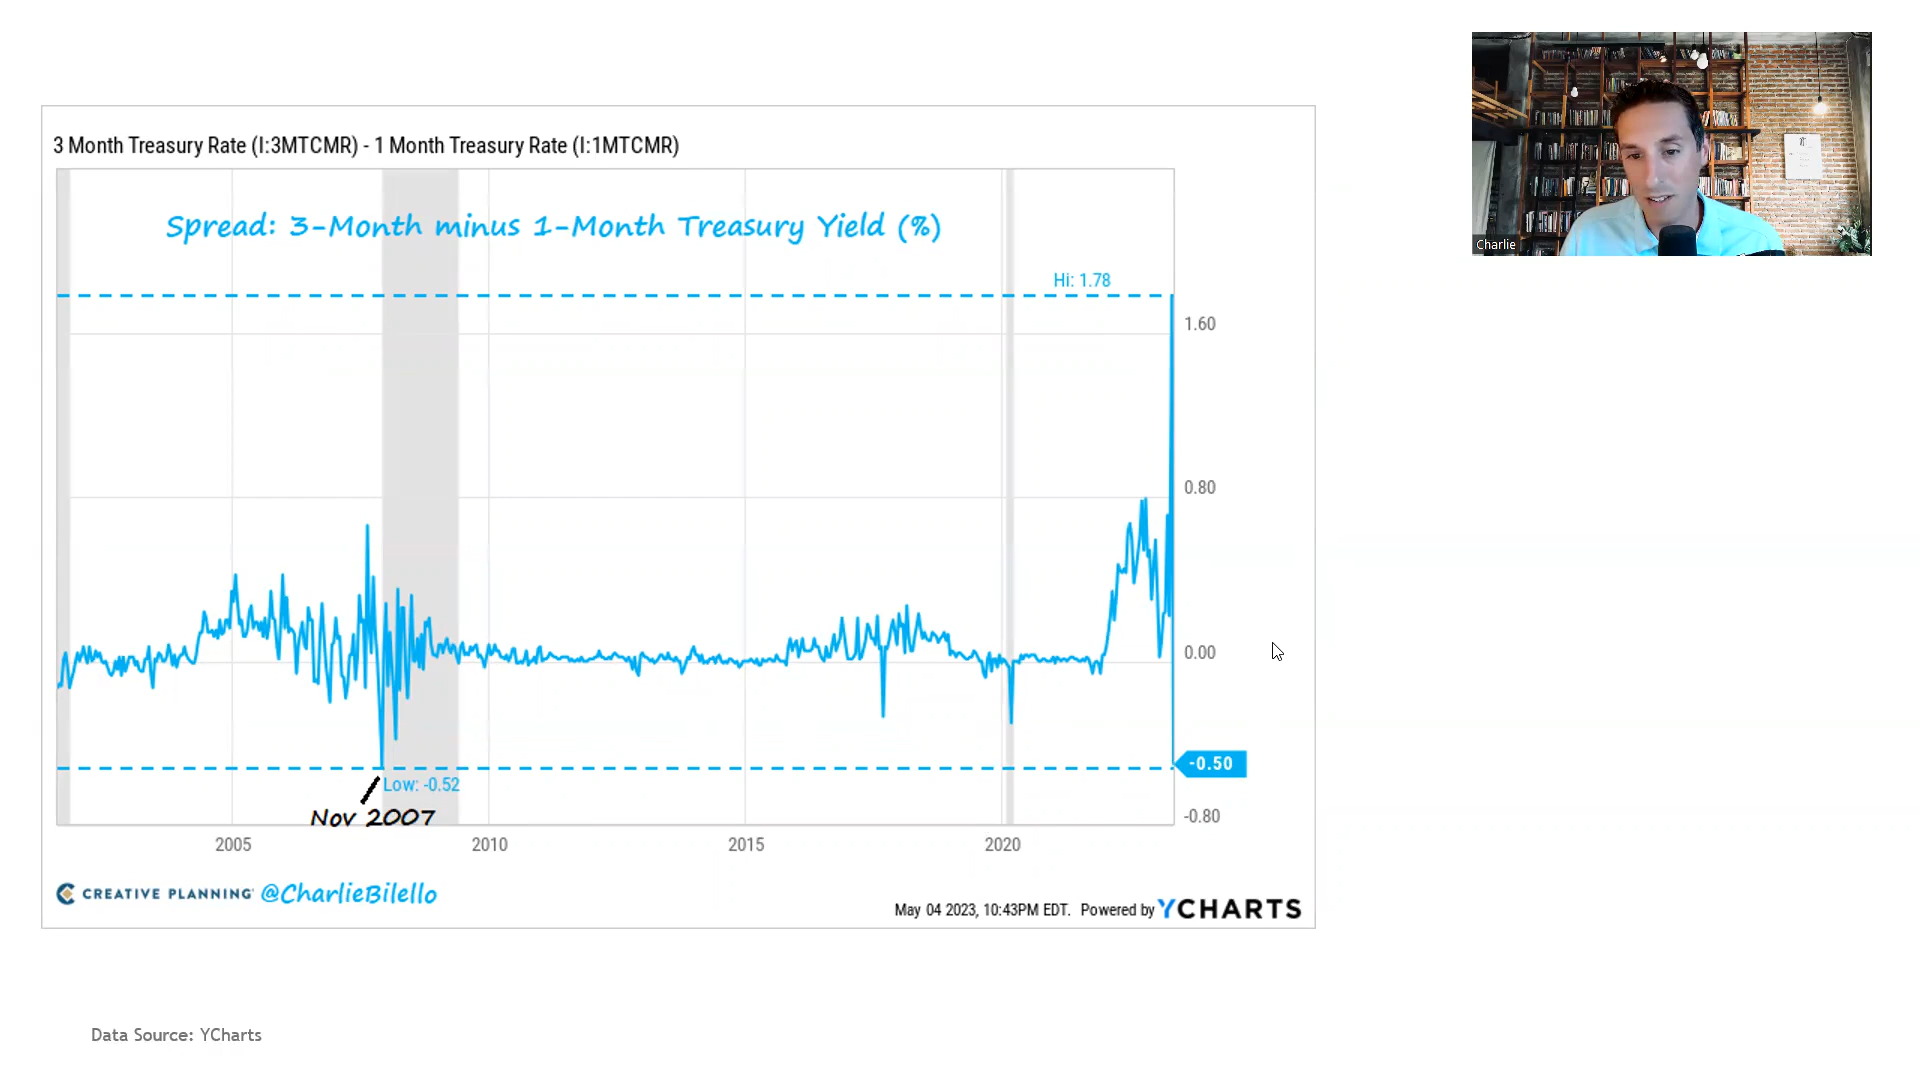 3 Month Treasury Rate (I:3MTCMR) - 1 Month Treasury Rate (I:1MTCMR)
Spread: 3-Month minus 1-Month Treasury Yield (%)
Hi: 1.78
1.60
0.80
0.00
-0.50
Low: -0.52
Nov 2007
-0.80
2005 2010 2015 2020
CREATIVE PLANNING @CharlieBilello
May 04 2023, 10:43PM EDT. Powered by YCHARTS
Data Source: YCharts
Charlie